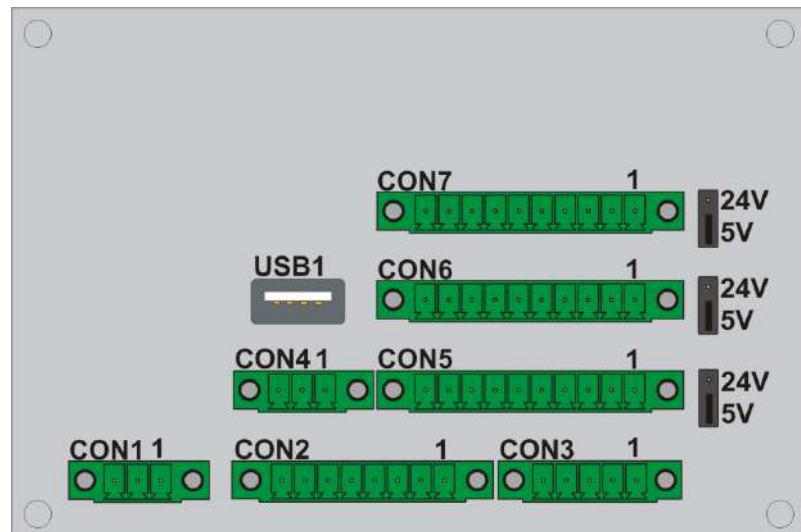 CON7 1
24V
5V
USB1
CON6 1
24V
5V
CON4 1
CON5 1
24V
5V
CON1 1
CON2 1
CON3 1